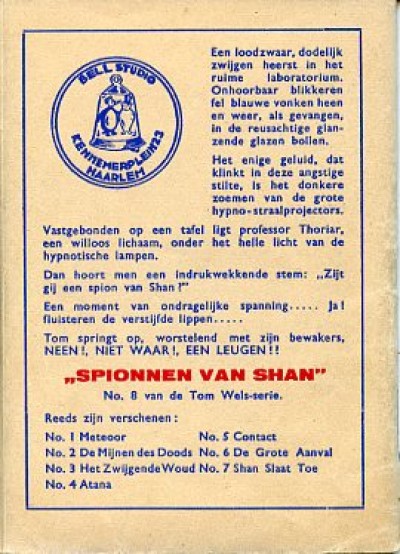 BELL STUDIO
KENNEMERPLEIN 23
HAARLEM
Een loodzwaar, dodelijk
zwijgen heerst in het
ruime laboratorium.
Onhoorbaar blikkeren
fel blauwe vonken heen
en weer, als gevangen,
in de reusachtige glan-
zende glazen bollen.
Het enige geluid, dat
klinkt in deze angstige
stilte, is het donkere
zoemen van de grote
hypno-straalprojectors.
Vastgebonden op een tafel ligt professor Thoriar,
een willoos lichaam, onder het helle licht van de
hypnotische lampen.
Dan hoort men een indrukwekkende stem: „Zijt
gij een spion van Shan?”
Een moment van ondragelijke spanning..... Ja!
fluisteren de verstijfde lippen.....
Tom springt op, worstelend met zijn bewakers,
NEEN!, NIET WAAR!, EEN LEUGEN!!
„SPIONNEN VAN SHAN”
No. 8 van de Tom Wels-serie.
Reeds zijn verschenen:
No. 1 Meteoor
No. 2 De Mijnen des Doods
No. 3 Het Zwijgende Woud
No. 4 Atana
No. 5 Contact
No. 6 De Grote Aanval
No. 7 Shan Slaat Toe